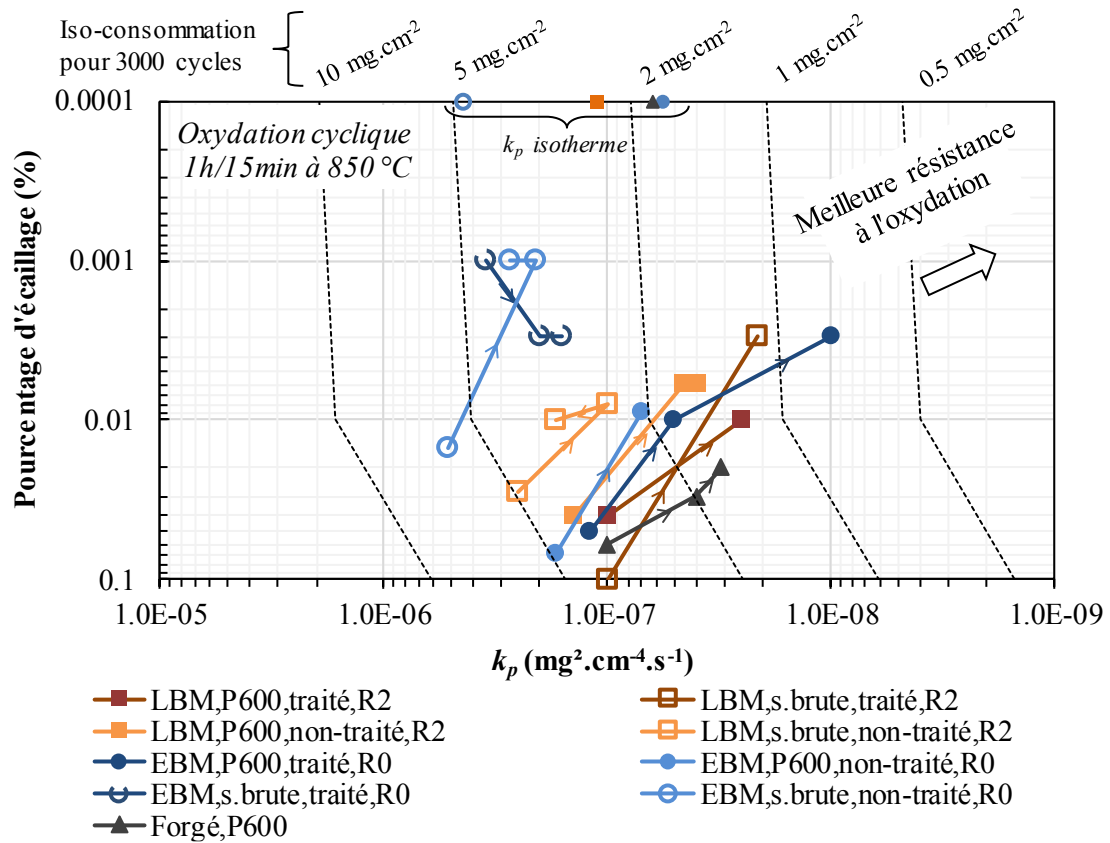 Iso-consommation
pour 3000 cycles
10 mg.cm-2
5 mg.cm-2
2 mg.cm-2
1 mg.cm-2
0.5 mg.cm-2
0.0001
0.001
0.01
0.1
Pourcentage d'écaillage (%)
Oxydation cyclique
1h/15min à 850 °C
kp isotherme
Meilleure résistance
à l'oxydation
1.0E-05
1.0E-06
1.0E-07
1.0E-08
1.0E-09
kp (mg².cm-4.s-1)
LBM,P600,traité,R2
LBM,s.brute,traité,R2
LBM,P600,non-traité,R2
LBM,s.brute,non-traité,R2
EBM,P600,traité,R0
EBM,P600,non-traité,R0
EBM,s.brute,traité,R0
EBM,s.brute,non-traité,R0
Forgé,P600